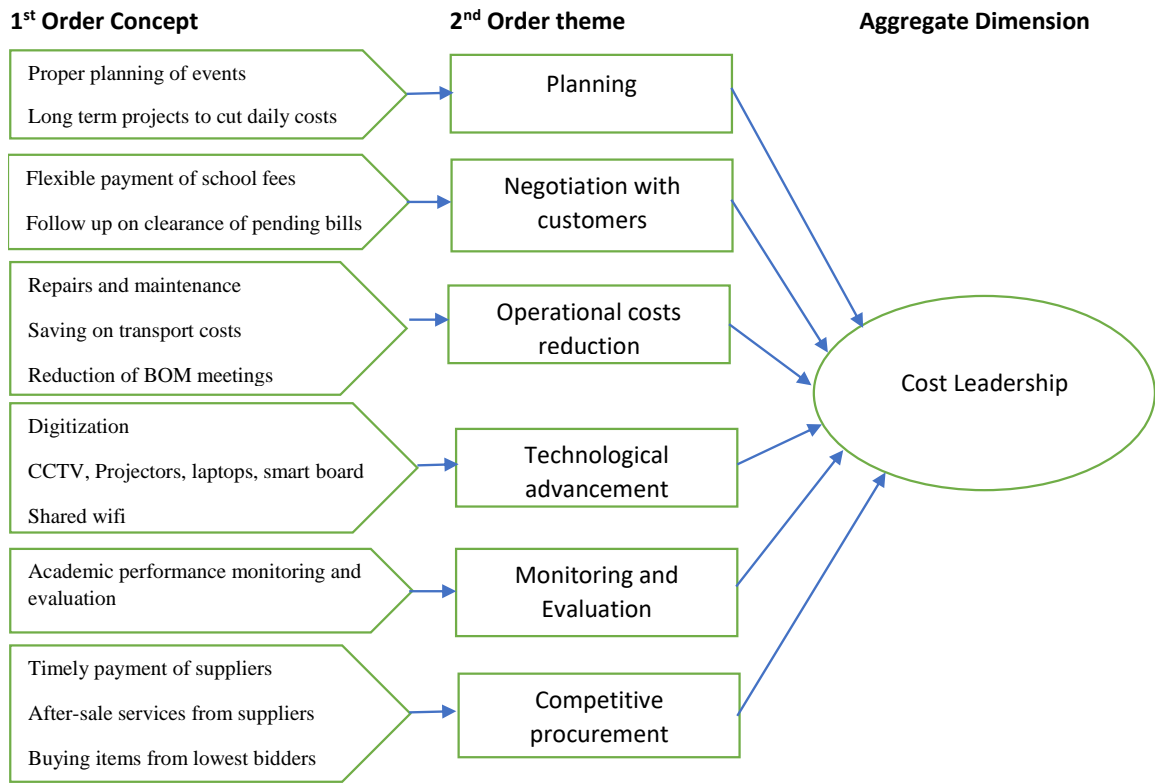 1st Order Concept
2nd Order theme
Aggregate Dimension
Proper planning of events
Long term projects to cut daily costs
Planning
Flexible payment of school fees
Follow up on clearance of pending bills
Negotiation with
customers
Repairs and maintenance
Saving on transport costs
Reduction of BOM meetings
Operational costs
reduction
Cost Leadership
Digitization
CCTV, Projectors, laptops, smart board
Shared wifi
Technological
advancement
Academic performance monitoring and
evaluation
Monitoring and
Evaluation
Timely payment of suppliers
After-sale services from suppliers
Buying items from lowest bidders
Competitive
procurement